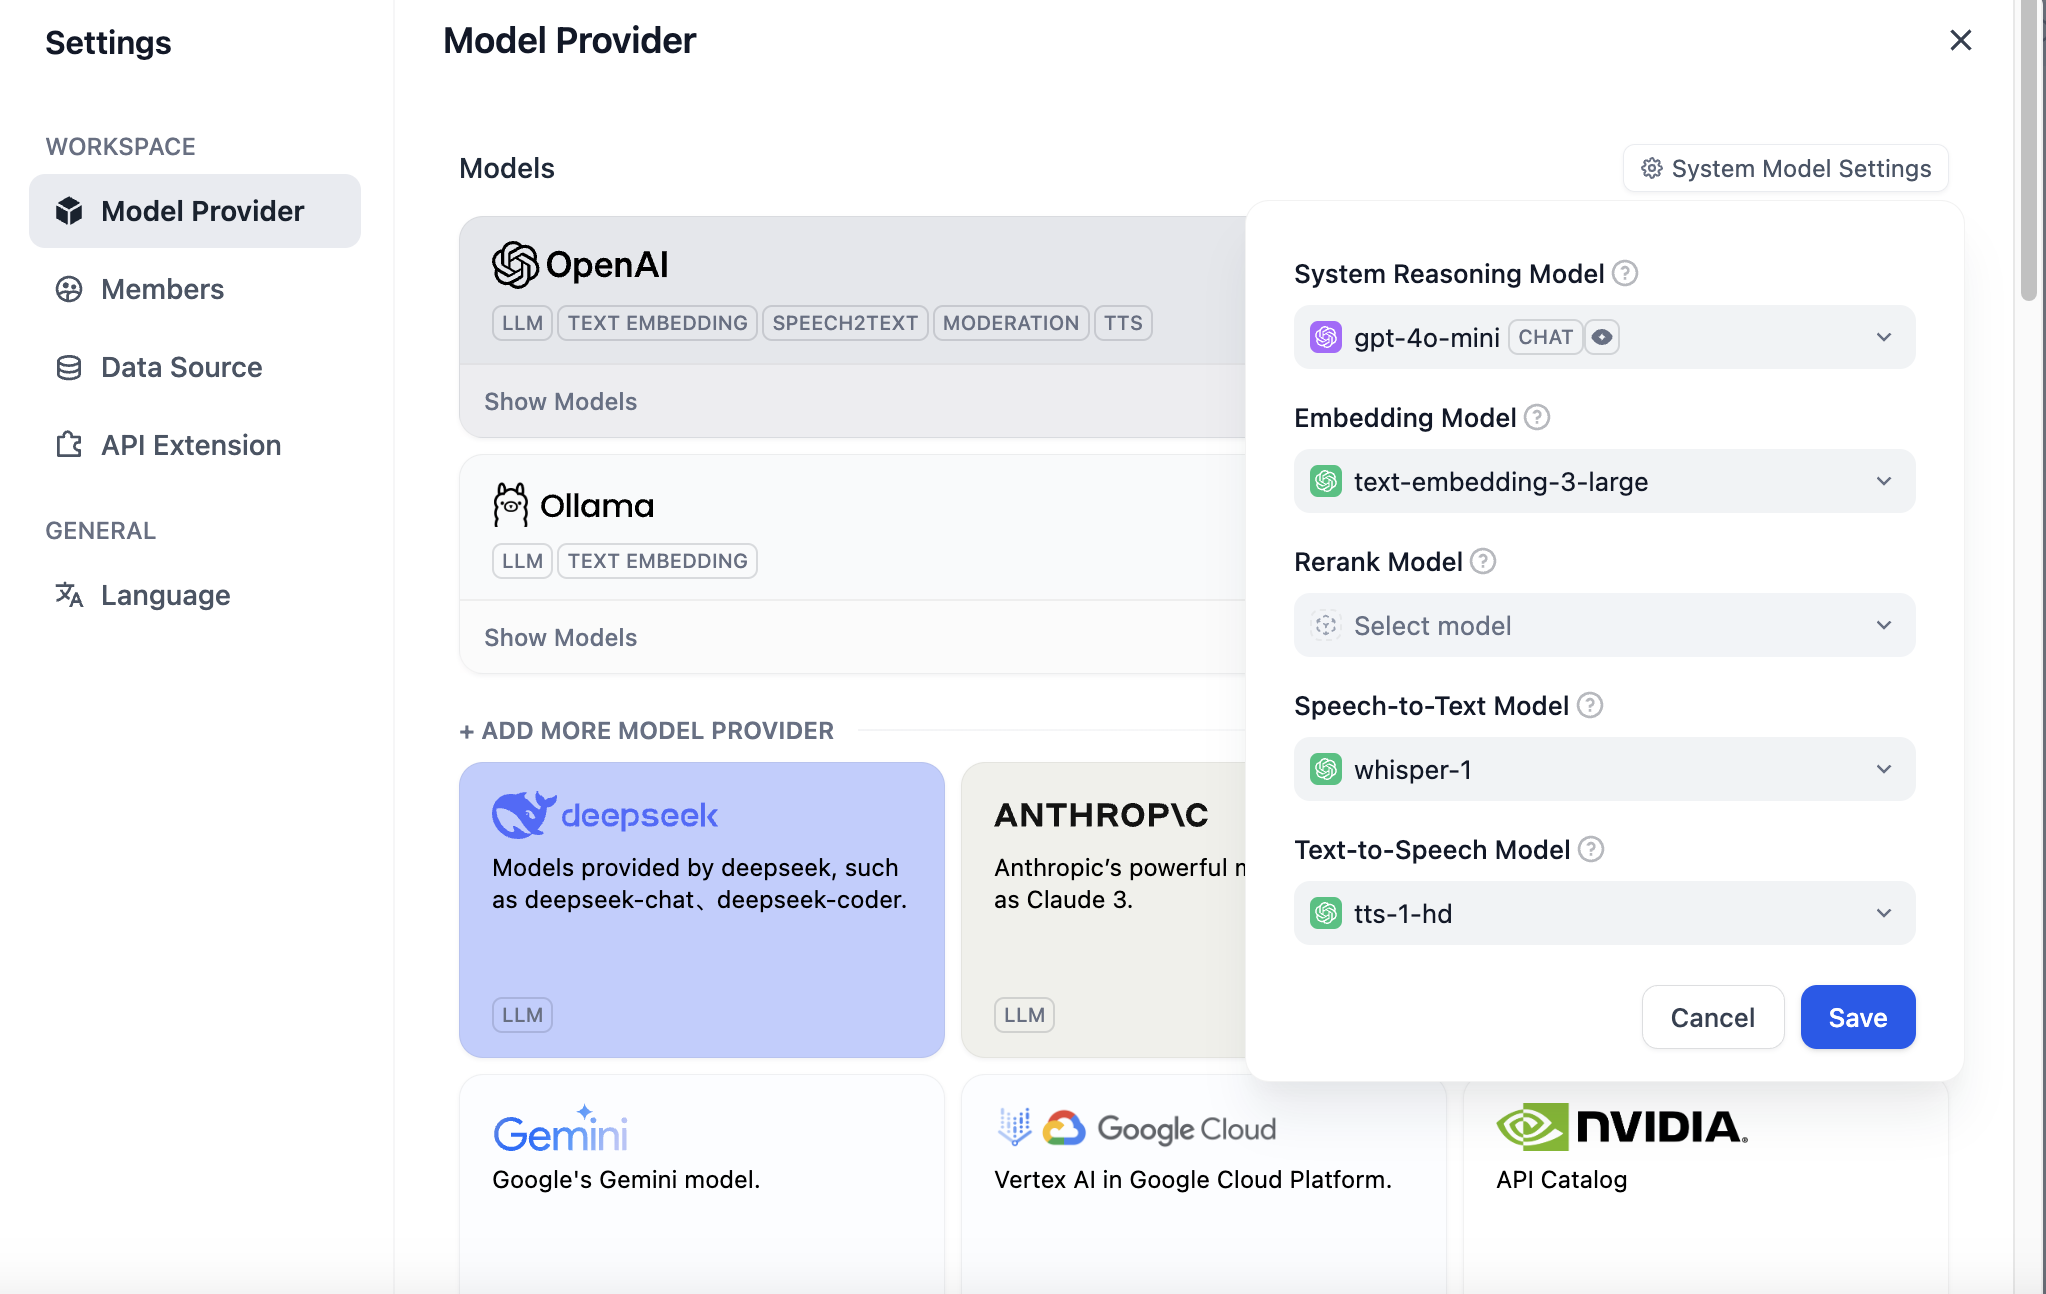 Settings
WORKSPACE
Model Provider
Members
Data Source
API Extension
GENERAL
Language
Model Provider
Models
System Model Settings
OpenAI
LLM TEXT EMBEDDING SPEECH2TEXT MODERATION TTS
Show Models
Ollama
LLM TEXT EMBEDDING
Show Models
+ ADD MORE MODEL PROVIDER
deepseek
Models provided by deepseek, such
as deepseek-chat、deepseek-coder.
LLM
ANTHROP\C
Anthropic’s powerful
as Claude 3.
LLM
Gemini
Google's Gemini model.
Google Cloud
Vertex AI in Google Cloud Platform.
NVIDIA.
API Catalog
System Reasoning Model ?
gpt-4o-mini CHAT
Embedding Model ?
text-embedding-3-large
Rerank Model ?
Select model
Speech-to-Text Model ?
whisper-1
Text-to-Speech Model ?
tts-1-hd
Cancel
Save